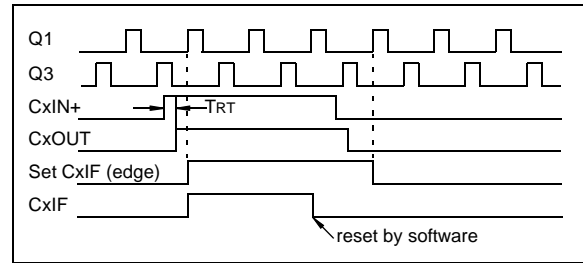 Q1
Q3
CxIN+
TRT
CxOUT
Set CxIF (edge)
CxIF
reset by software